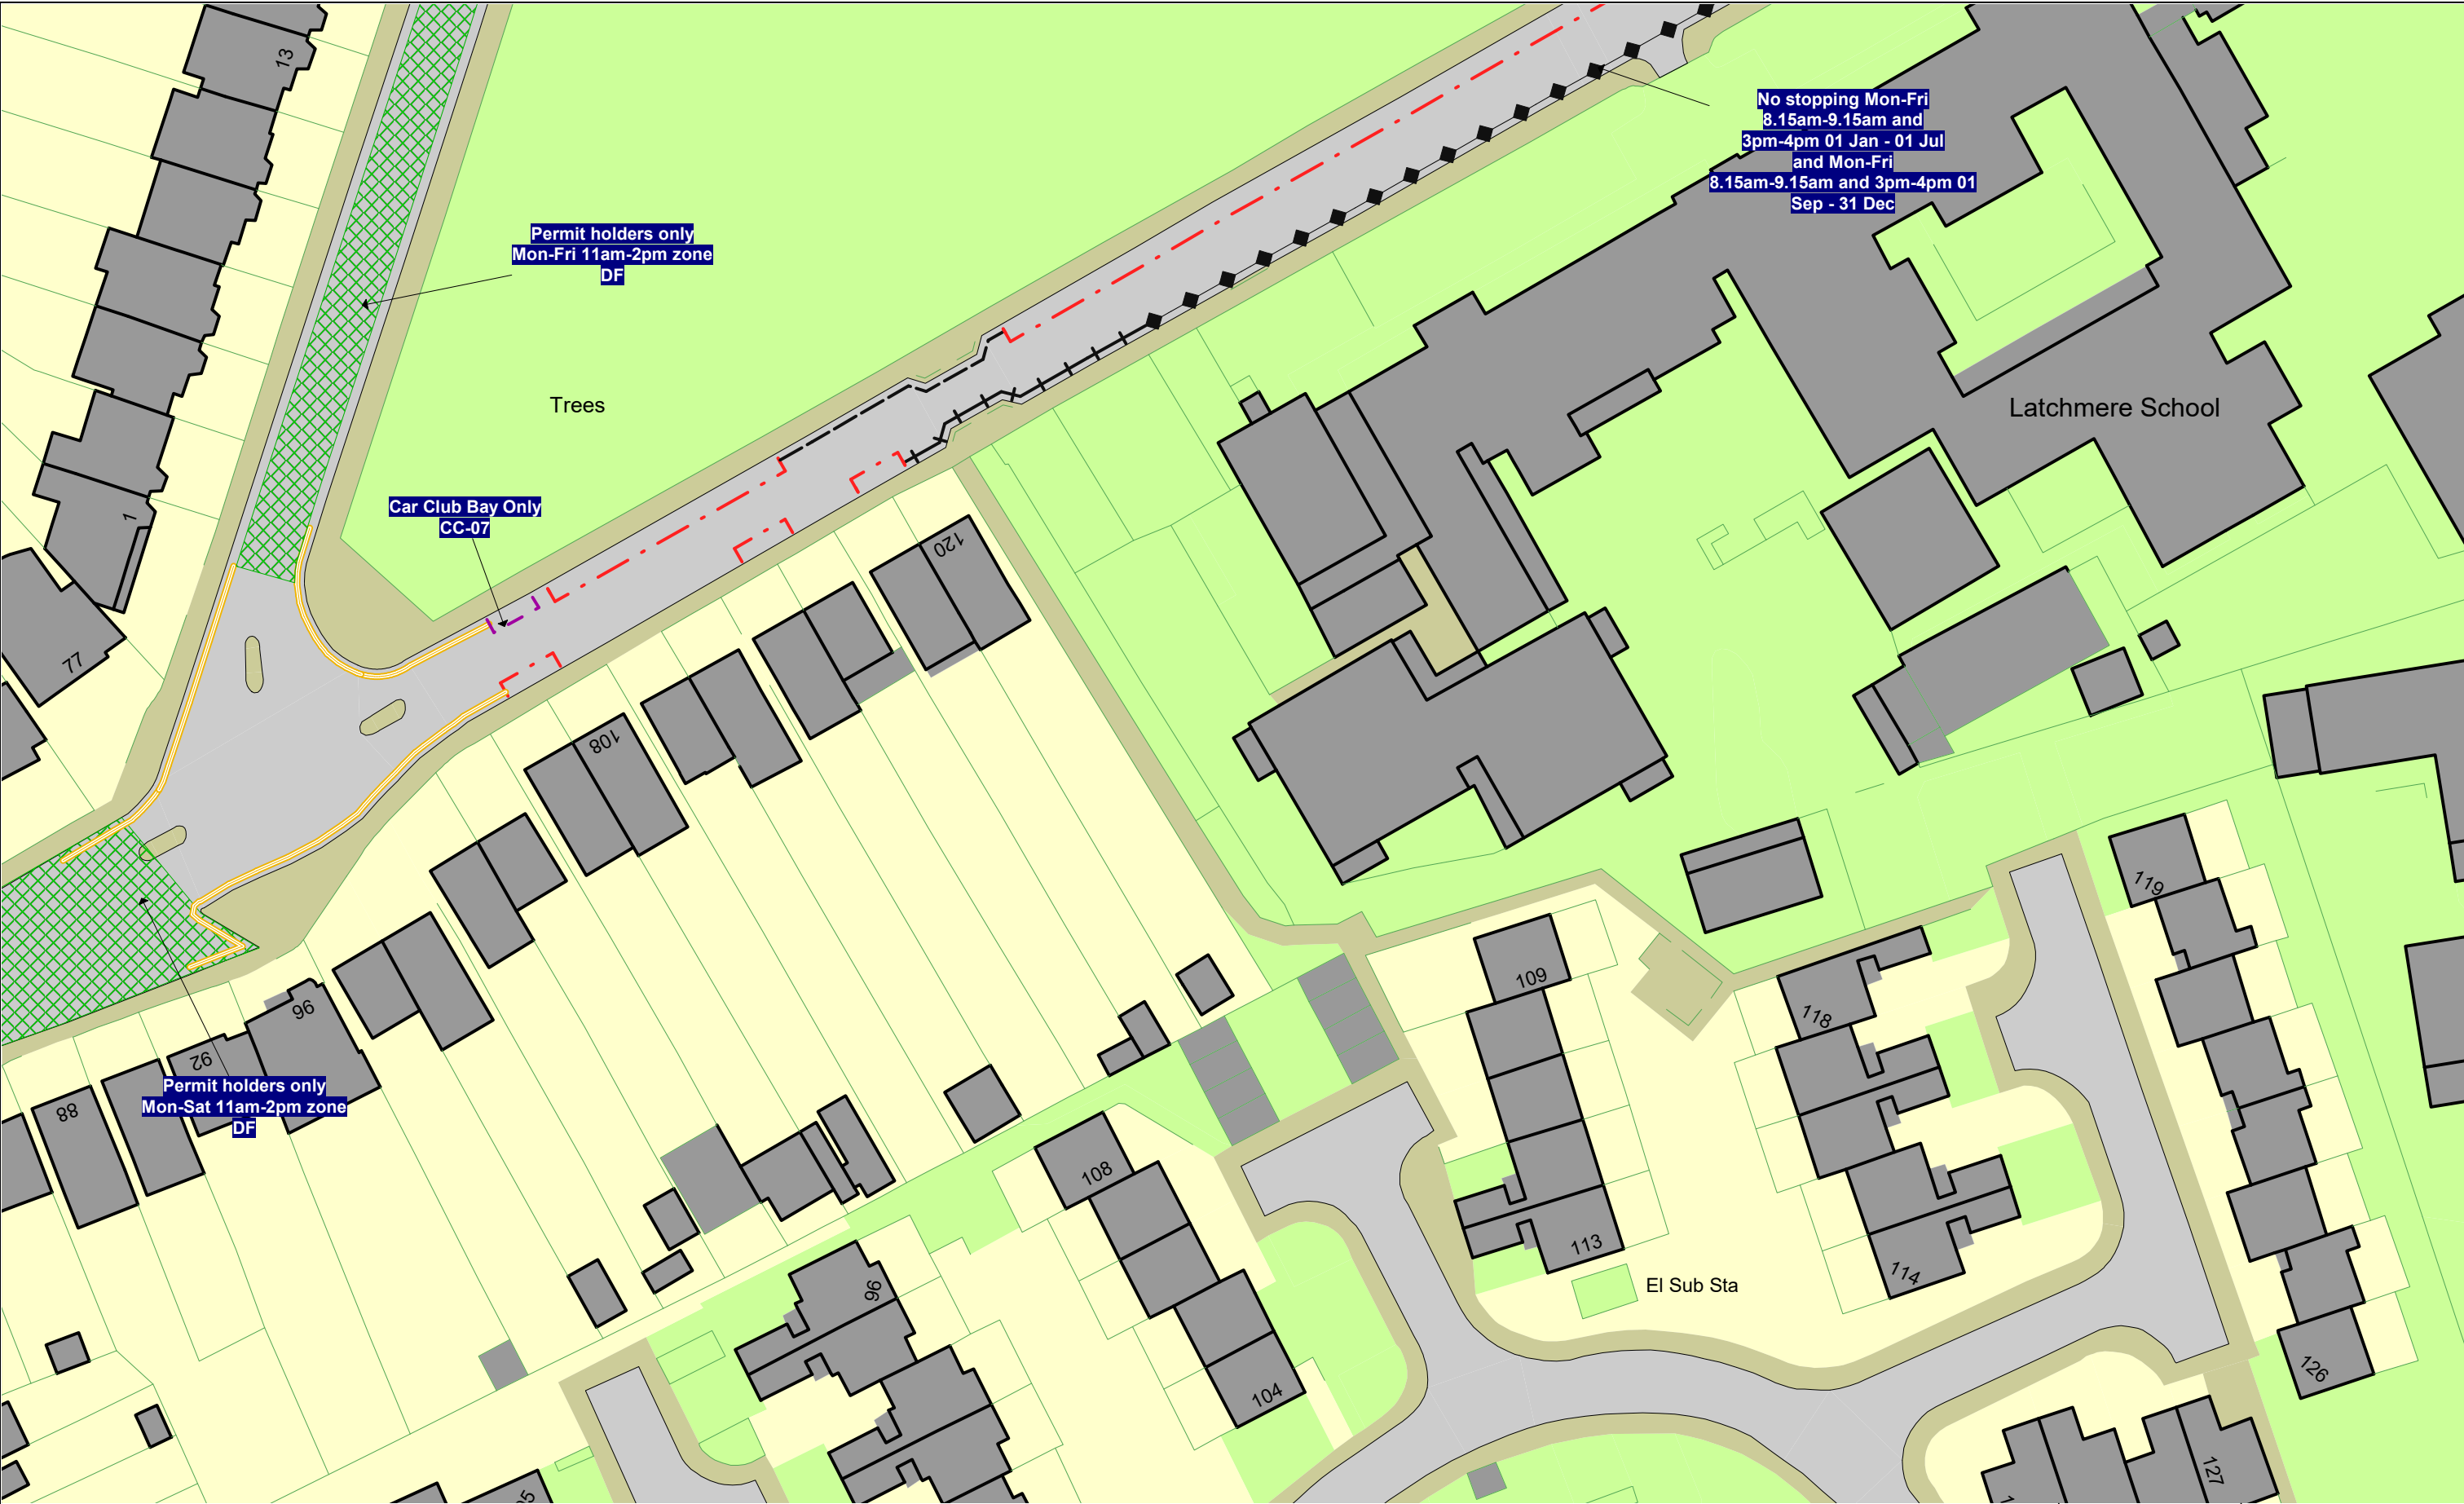 13
No stopping Mon-Fri
8.15am-9.15am and
3pm-4pm 01 Jan - 01 Jul
and Mon-Fri
8.15am-9.15am and 3pm-4pm 01
Sep - 31 Dec
Permit holders only
Mon-Fri 11am-2pm zone
DF
Trees
Latchmere School
Car Club Bay Only
CC-07
1
120
77
108
119
109
96
118
92
88
Permit holders only
Mon-Sat 11am-2pm zone
DF
108
113
114
96
El Sub Sta
104
126
127